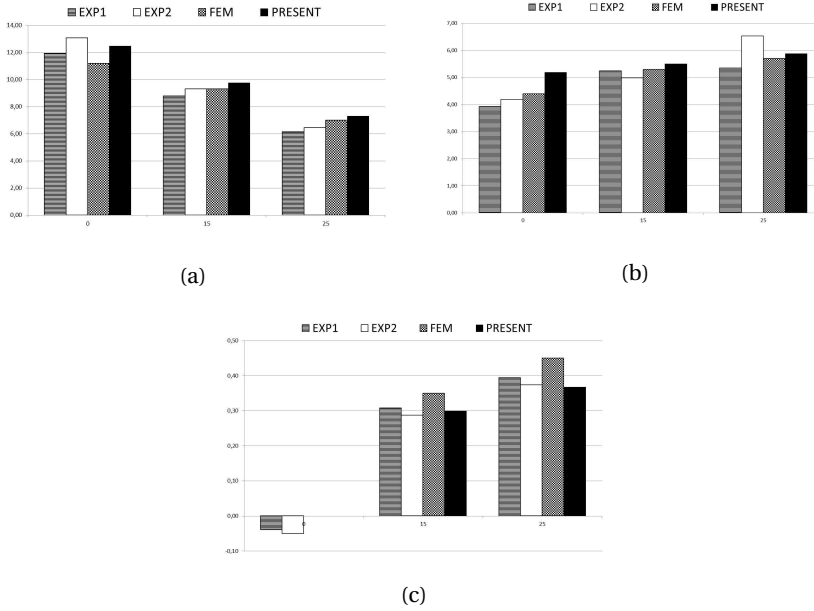 EXP1 EXP2 FEM PRESENT
14,00
12,00
10,00
8,00
6,00
4,00
2,00
0,00
0 15 25
(a)
EXP1 EXP2 FEM PRESENT
7,00
6,00
5,00
4,00
3,00
2,00
1,00
0,00
0 15 25
(b)
EXP1 EXP2 FEM PRESENT
0,50
0,40
0,30
0,20
0,10
0,00
-0,10
0 15 25
(c)